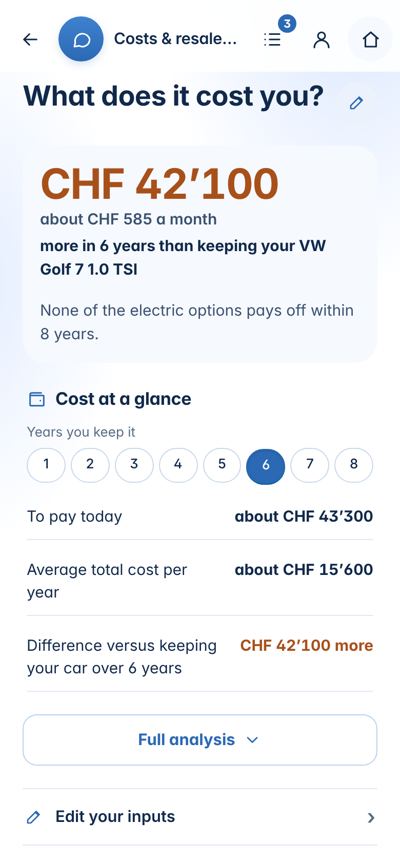 Costs & resale...
3
What does it cost you?
CHF 42’100
about CHF 585 a month
more in 6 years than keeping your VW
Golf 7 1.0 TSI
None of the electric options pays off within
8 years.
Cost at a glance
Years you keep it
1 2 3 4 5 6 7 8
To pay today about CHF 43’300
Average total cost per about CHF 15’600
year
Difference versus keeping CHF 42’100 more
your car over 6 years
Full analysis
Edit your inputs